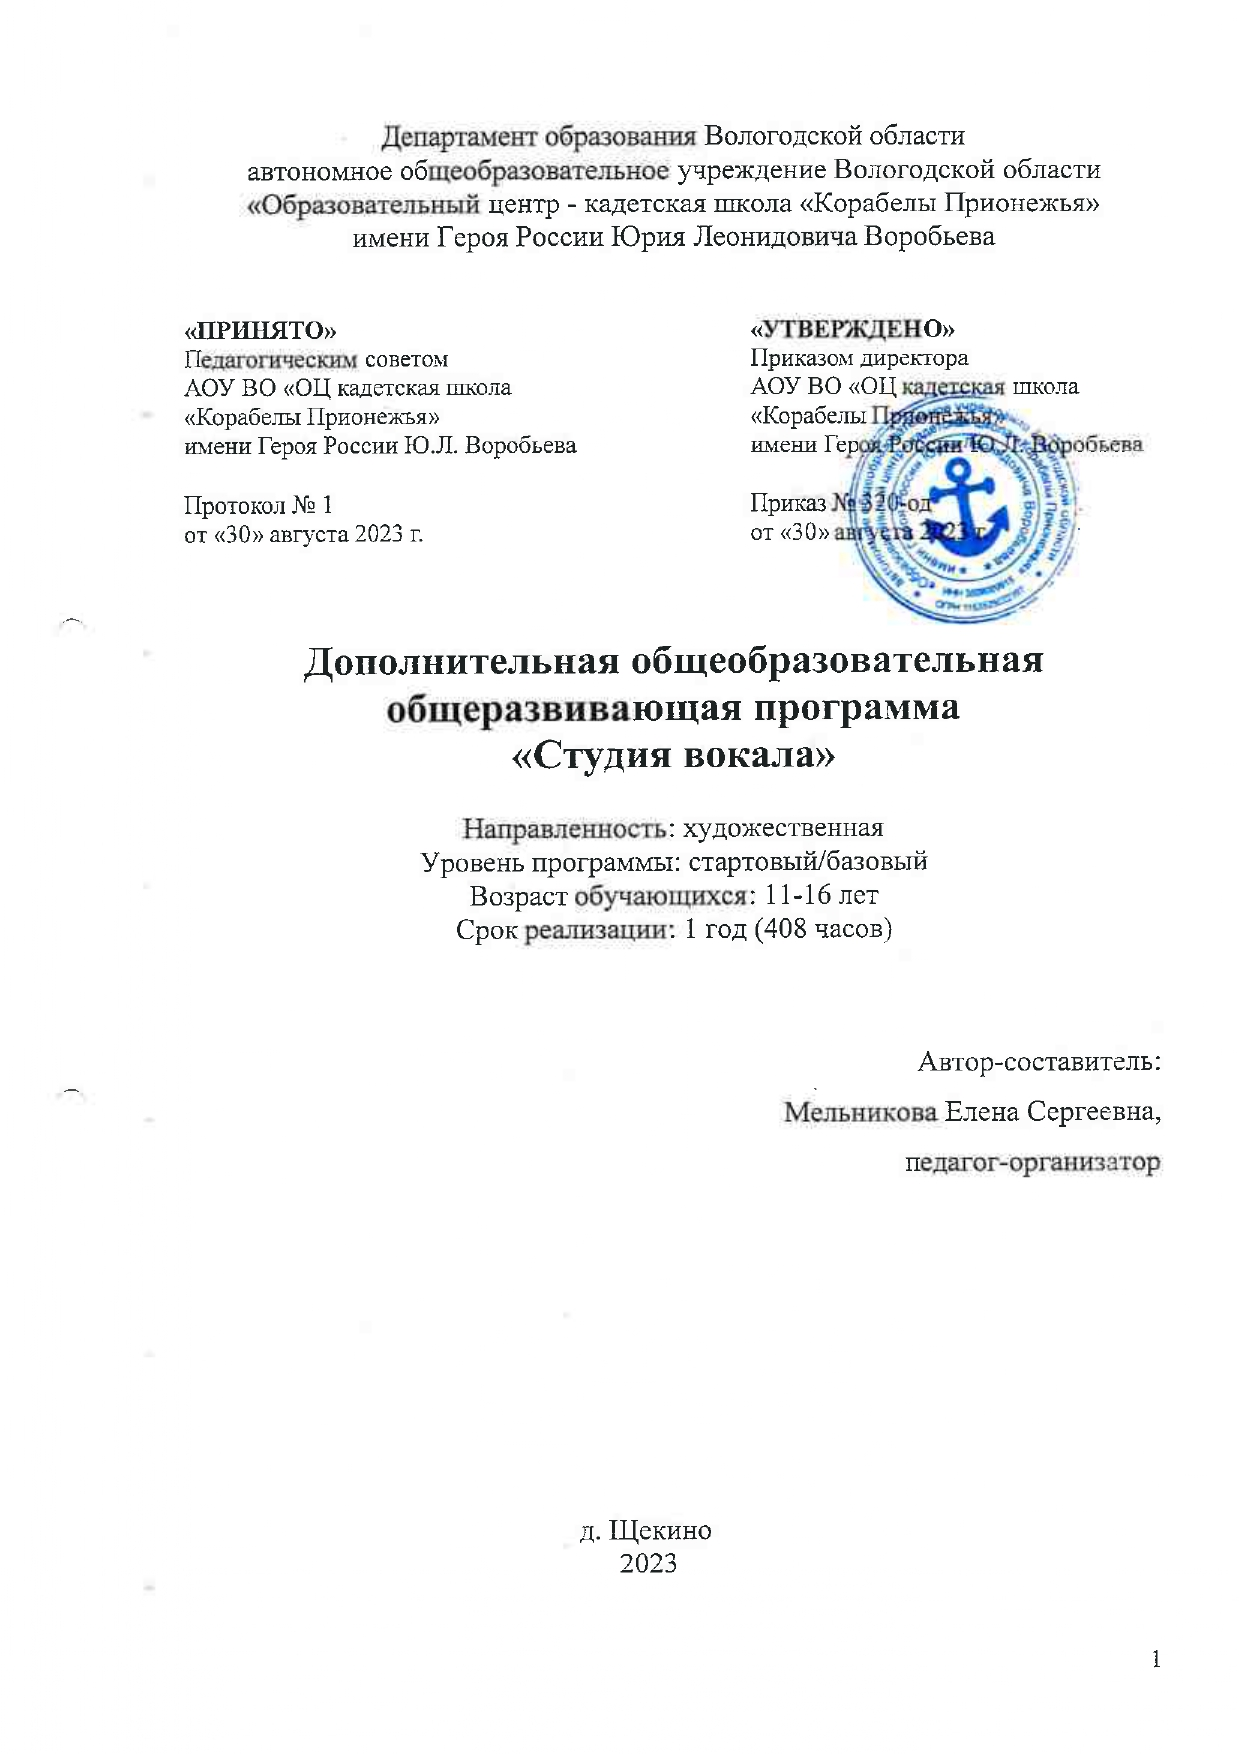 Департамент образования Вологодской области
автономное общеобразовательное учреждение Вологодской области
«Образовательный центр - кадетская школа «Корабелы Прионежья»
имени Героя России Юрия Леонидовича Воробьева
«ПРИНЯТО»
Педагогическим советом
АОУ ВО «ОЦ кадетская школа
«Корабелы Прионежья»
имени Героя России Ю.Л. Воробьева
Протокол № 1
от «30» августа 2023 г.
«УТВЕРЖДЕНО»
Приказом директора
АОУ ВО «ОЦ кадетская школа
«Корабелы Прионежья»
имени Героя России Ю.Л. Воробьева
Приказ № 320-од
от «30» августа 2023 г.
Дополнительная общеобразовательная
общеразвивающая программа
«Студия вокала»
Направленность: художественная
Уровень программы: стартовый/базовый
Возраст обучающихся: 11-16 лет
Срок реализации: 1 год (408 часов)
Автор-составитель:
Мельникова Елена Сергеевна,
педагог-организатор
д. Щекино
2023
1